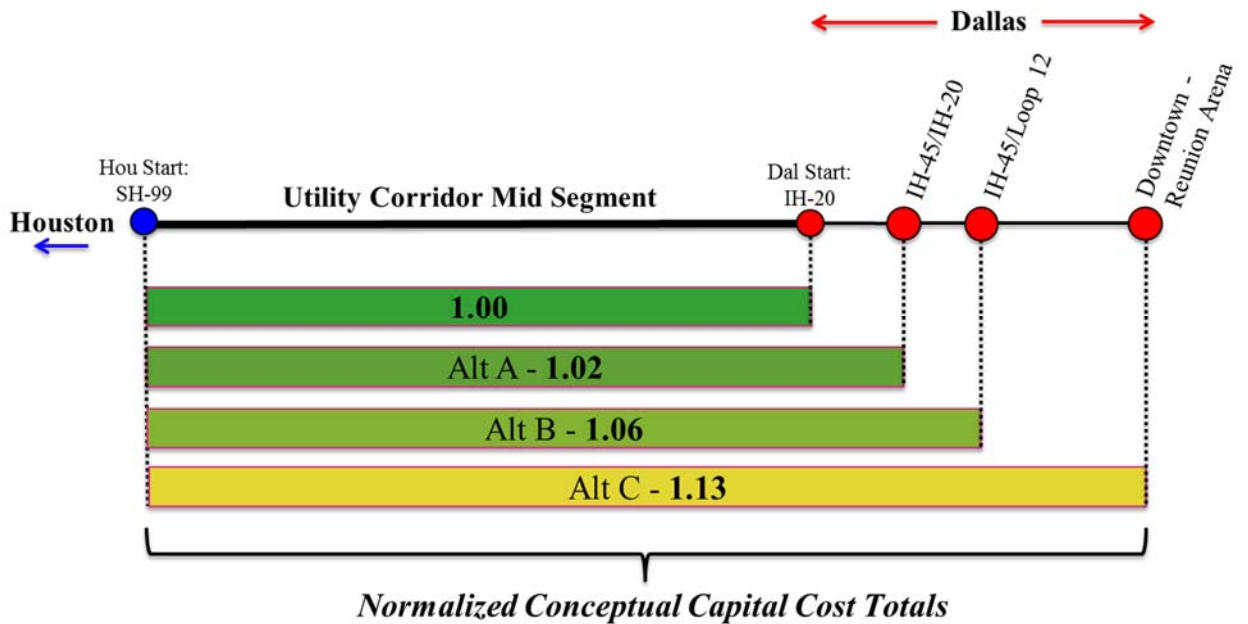 Dallas
IH-45/IH-20
IH-45/Loop 12
Downtown -
Reunion Arena
Hou Start:
SH-99
Utility Corridor Mid Segment
Dal Start:
IH-20
Houston
1.00
Alt A - 1.02
Alt B - 1.06
Alt C - 1.13
Normalized Conceptual Capital Cost Totals